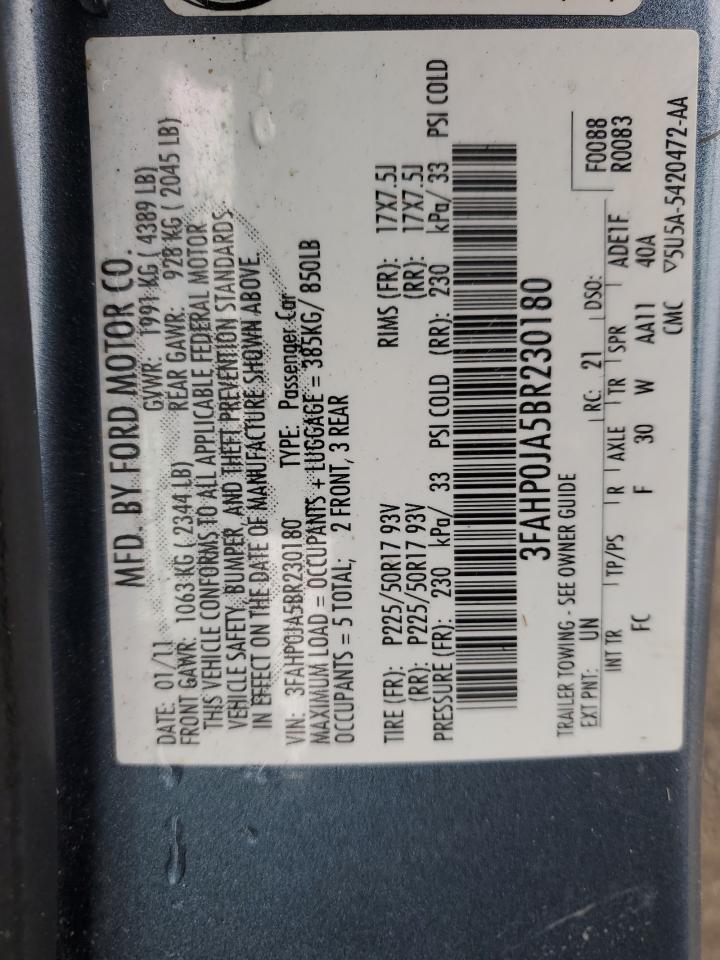 MFD. BY FORD MOTOR CO.
DATE: 01/11 GVWR: 1991 KG ( 4389 LB)
FRONT GAWR: 1063 KG ( 2344 LB) REAR GAWR: 928 KG ( 2045 LB)
THIS VEHICLE CONFORMS TO ALL APPLICABLE FEDERAL MOTOR
VEHICLE SAFETY, BUMPER, AND THEFT PREVENTION STANDARDS
IN EFFECT ON THE DATE OF MANUFACTURE SHOWN ABOVE.
VIN: 3FAHP0JA5BR230180 TYPE: Passenger Car
MAXIMUM LOAD = OCCUPANTS + LUGGAGE = 385KG/ 850LB
OCCUPANTS = 5 TOTAL; 2 FRONT, 3 REAR
TIRE (FR): P225/50R17 93V RIMS (FR): 17X7.5J
(RR): P225/50R17 93V (RR): 17X7.5J
PRESSURE (FR): 230 kPa/ 33 PSI COLD (RR): 230 kPa/ 33 PSI COLD
3FAHP0JA5BR230180
TRAILER TOWING - SEE OWNER GUIDE F0088
EXT PNT: UN RC: 21 DSO: R0083
INT TR TP/PS R AXLE TR SPR ADE1F
FC F 30 W AA11 40A
CMC ▽5U5A-5420472-AA